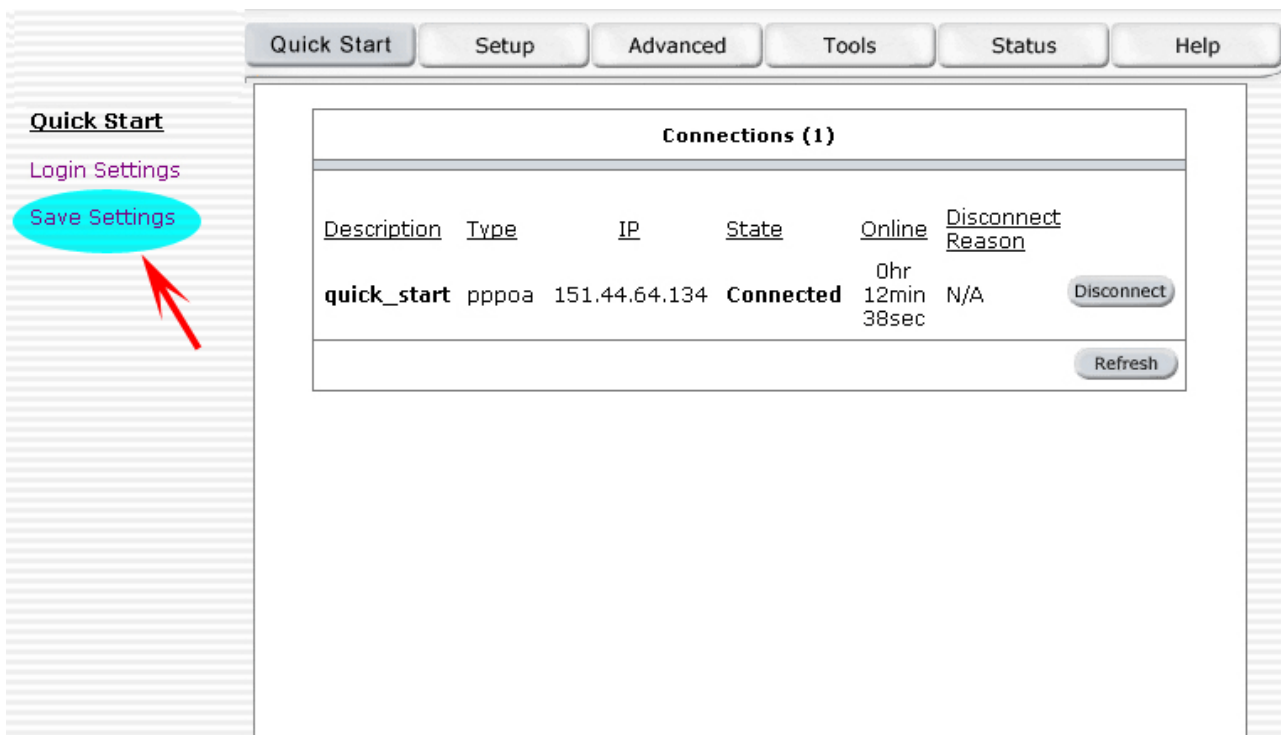 Quick Start Setup Advanced Tools Status Help
Quick Start
Login Settings
Save Settings
Connections (1)
Description Type IP State Online Disconnect Reason
quick_start pppoa 151.44.64.134 Connected 0hr 12min 38sec N/A Disconnect
Refresh